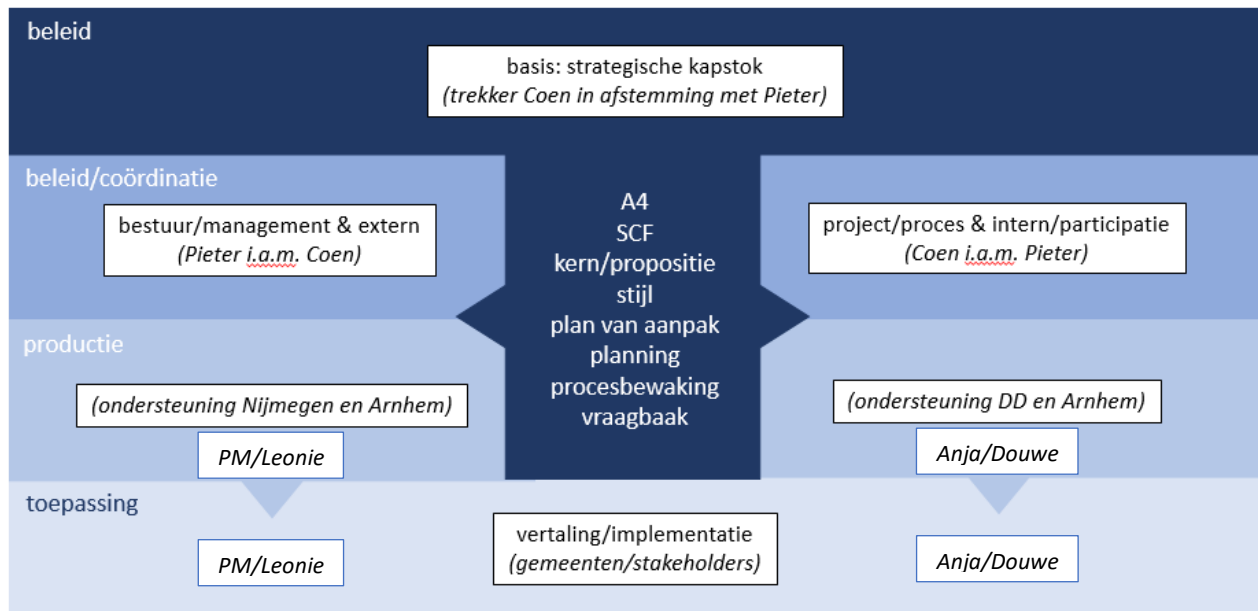 beleid
basis: strategische kapstok
(trekker Coen in afstemming met Pieter)
beleid/coördinatie
bestuur/management & extern
(Pieter i.a.m. Coen)
A4
SCF
kern/propositie
stijl
plan van aanpak
planning
procesbewaking
vraagbaak
project/proces & intern/participatie
(Coen i.a.m. Pieter)
productie
(ondersteuning Nijmegen en Arnhem)
PM/Leonie
(ondersteuning DD en Arnhem)
Anja/Douwe
toepassing
PM/Leonie
vertaling/implementatie
(gemeenten/stakeholders)
Anja/Douwe